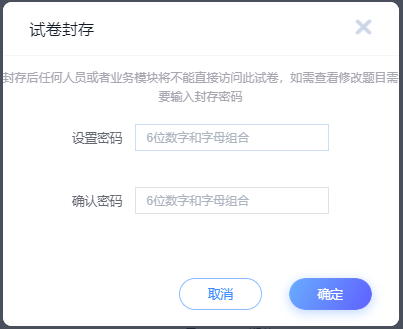 试卷封存
封存后任何人员或者业务模块将不能直接访问此试卷，如需查看修改题目需
要输入封存密码
设置密码 6位数字和字母组合
确认密码 6位数字和字母组合
取消 确定